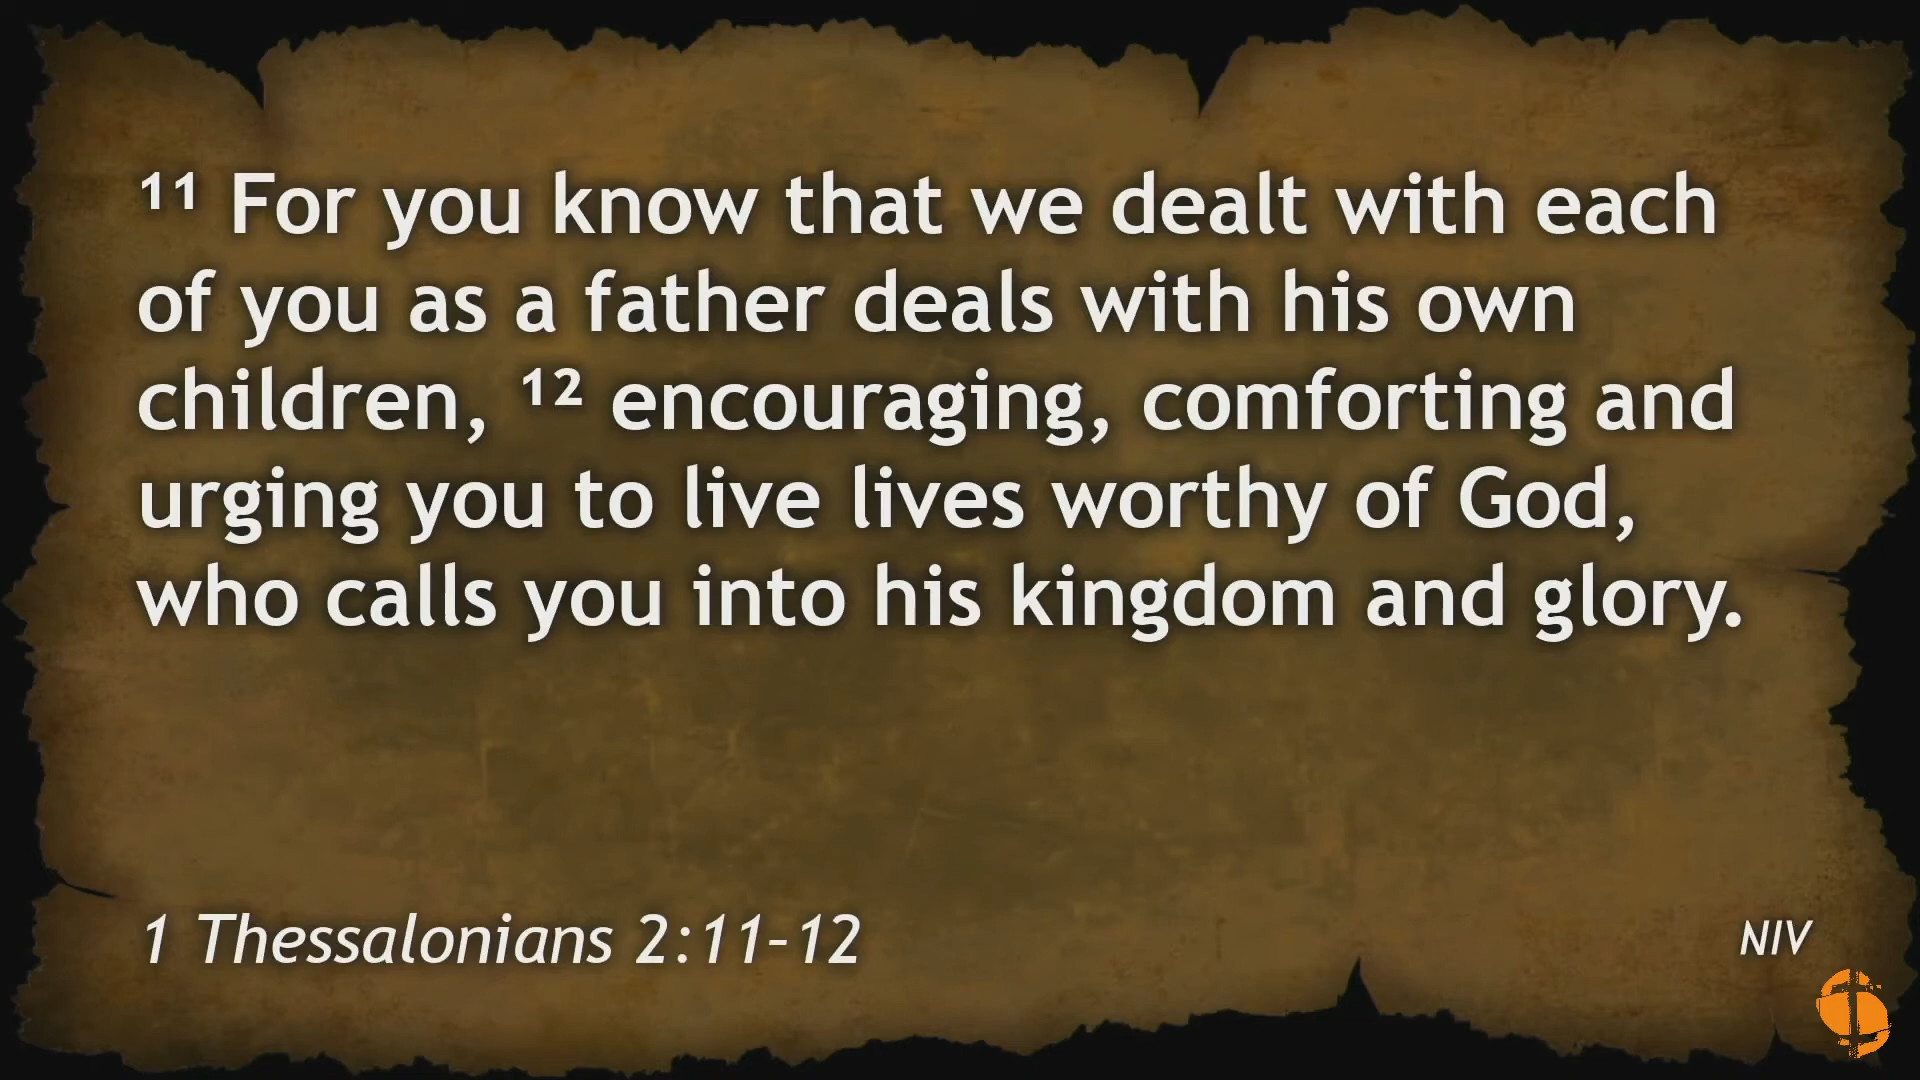 ¹¹ For you know that we dealt with each
of you as a father deals with his own
children, ¹² encouraging, comforting and
urging you to live lives worthy of God,
who calls you into his kingdom and glory.
1 Thessalonians 2:11–12
NIV